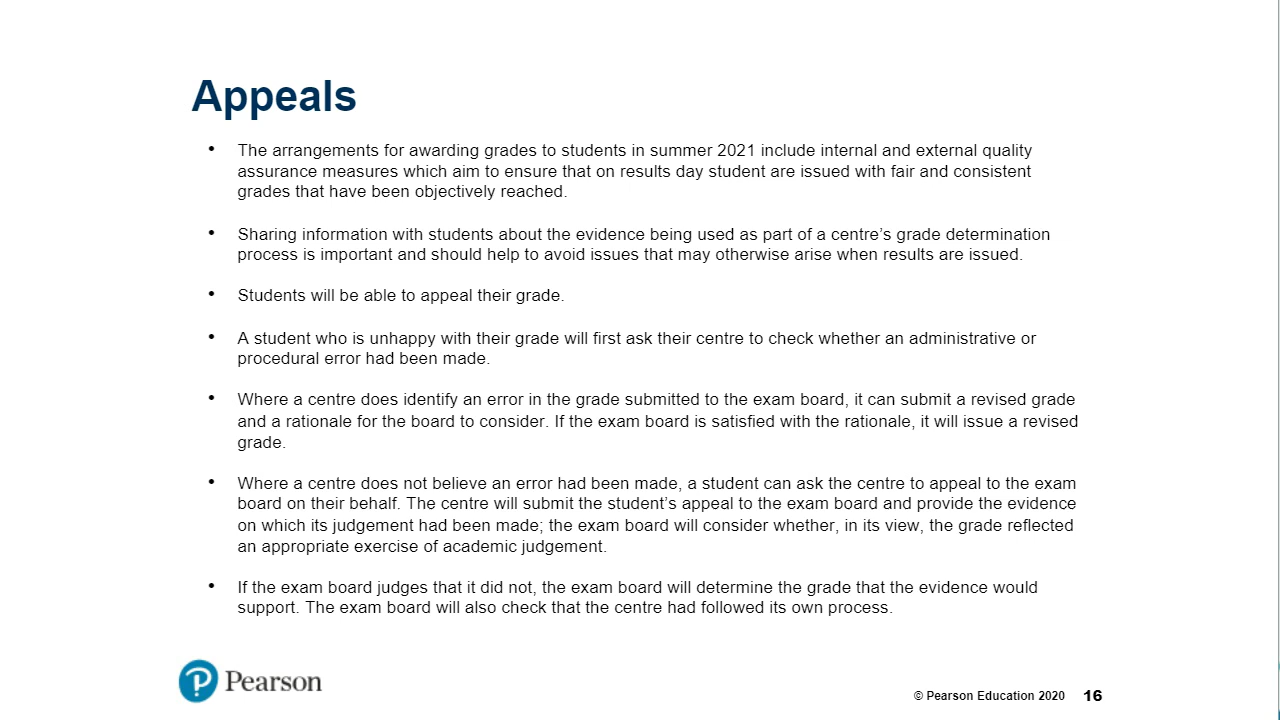 Appeals
• The arrangements for awarding grades to students in summer 2021 include internal and external quality
assurance measures which aim to ensure that on results day student are issued with fair and consistent
grades that have been objectively reached.
• Sharing information with students about the evidence being used as part of a centre’s grade determination
process is important and should help to avoid issues that may otherwise arise when results are issued.
• Students will be able to appeal their grade.
• A student who is unhappy with their grade will first ask their centre to check whether an administrative or
procedural error had been made.
• Where a centre does identify an error in the grade submitted to the exam board, it can submit a revised grade
and a rationale for the board to consider. If the exam board is satisfied with the rationale, it will issue a revised
grade.
• Where a centre does not believe an error had been made, a student can ask the centre to appeal to the exam
board on their behalf. The centre will submit the student’s appeal to the exam board and provide the evidence
on which its judgement had been made; the exam board will consider whether, in its view, the grade reflected
an appropriate exercise of academic judgement.
• If the exam board judges that it did not, the exam board will determine the grade that the evidence would
support. The exam board will also check that the centre had followed its own process.
Pearson
© Pearson Education 2020 16